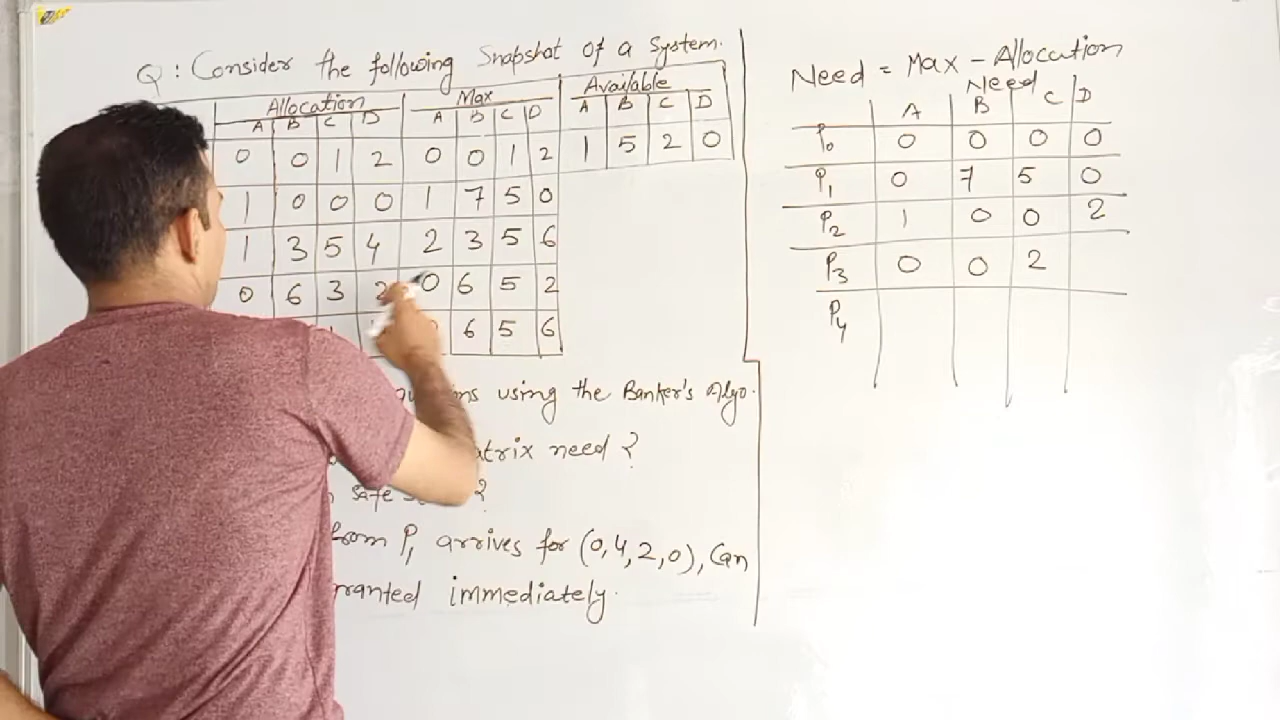 Q: Consider the following Snapshot of a System.
Allocation Max Available
A B C D A B C D A B C D
0 0 1 2 0 0 1 2 1 5 2 0
1 0 0 0 1 7 5 0
1 3 5 4 2 3 5 6
0 6 3 2 0 6 5 2
6 5 6
using the Banker's Algo.
need ?
safe
from P1 arrives for (0,4,2,0), Can
immediately.
Need = Max - Allocation
Need
A B C D
P0 0 0 0 0
P1 0 7 5 0
P2 1 0 0 2
P3 0 0 2
P4